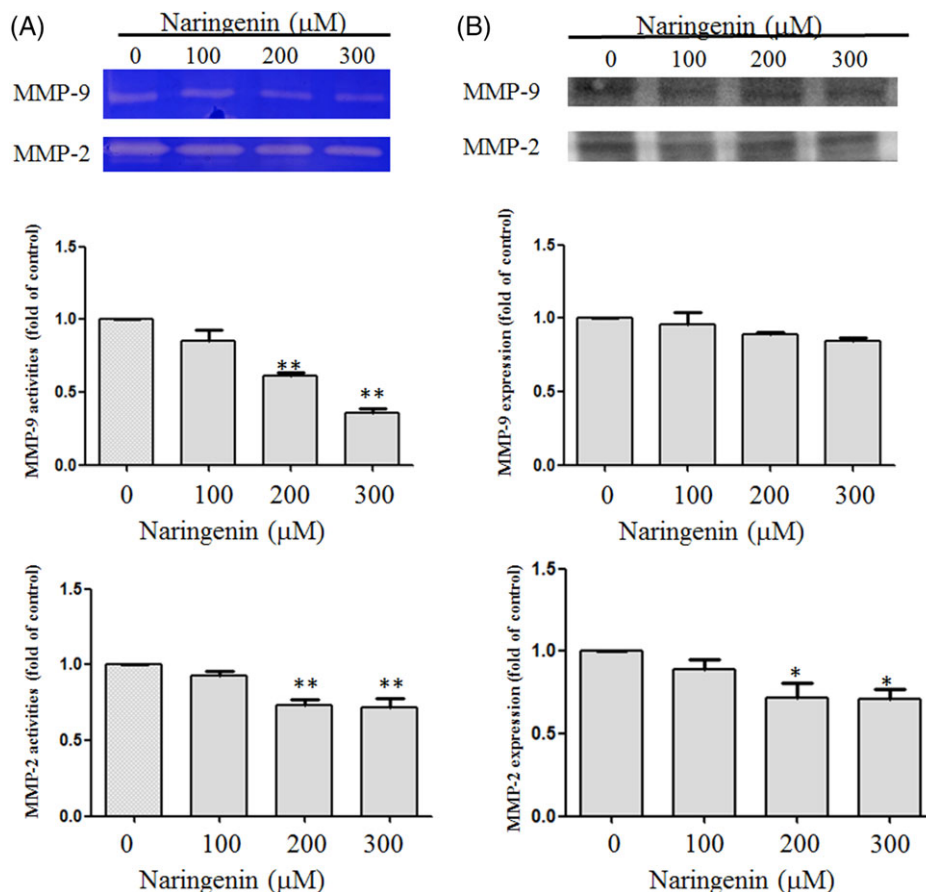 (A)
Naringenin (μM)
0 100 200 300
MMP-9
MMP-2
MMP-9 activities (fold of control)
1.5
1.0
0.5
0.0
** **
0 100 200 300
Naringenin (μM)
MMP-2 activities (fold of control)
1.5
1.0
0.5
0.0
** **
0 100 200 300
Naringenin (μM)
(B)
Naringenin (μM)
0 100 200 300
MMP-9
MMP-2
MMP-9 expression (fold of control)
1.5
1.0
0.5
0.0
0 100 200 300
Naringenin (μM)
MMP-2 expression (fold of control)
1.5
1.0
0.5
0.0
* *
0 100 200 300
Naringenin (μM)